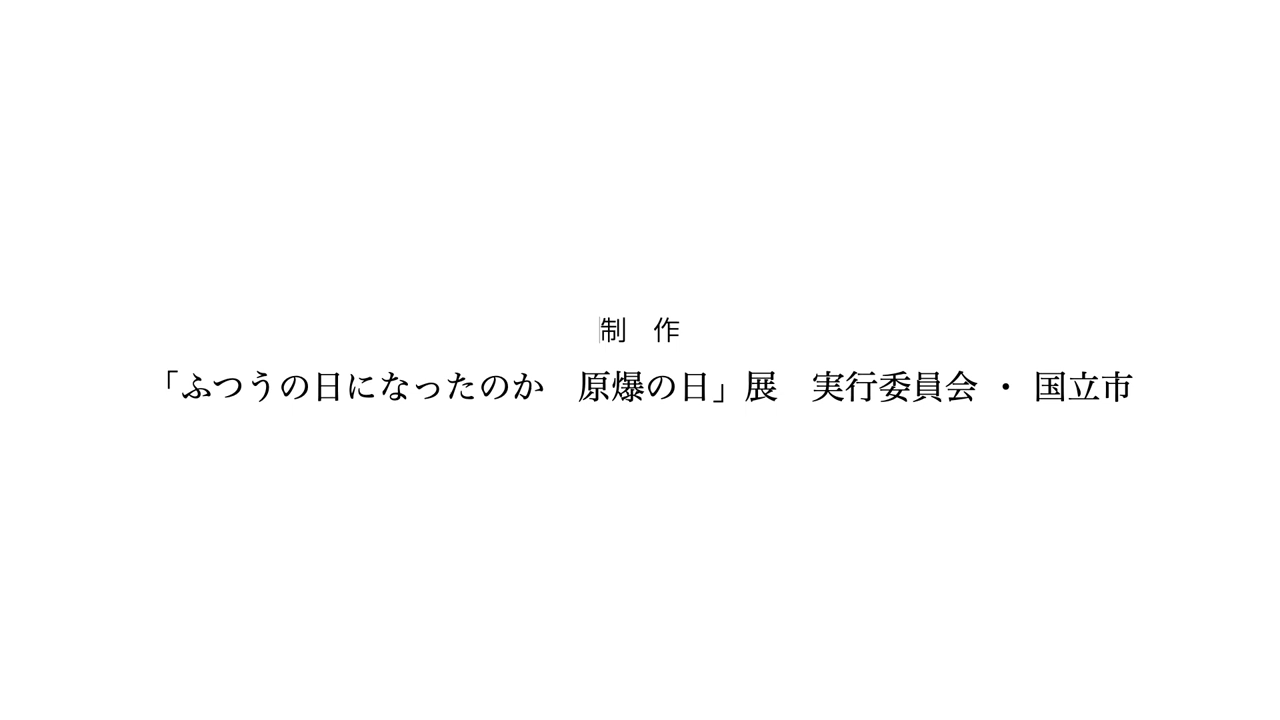 制　作
「ふつうの日になったのか　原爆の日」展　実行委員会 ・ 国立市